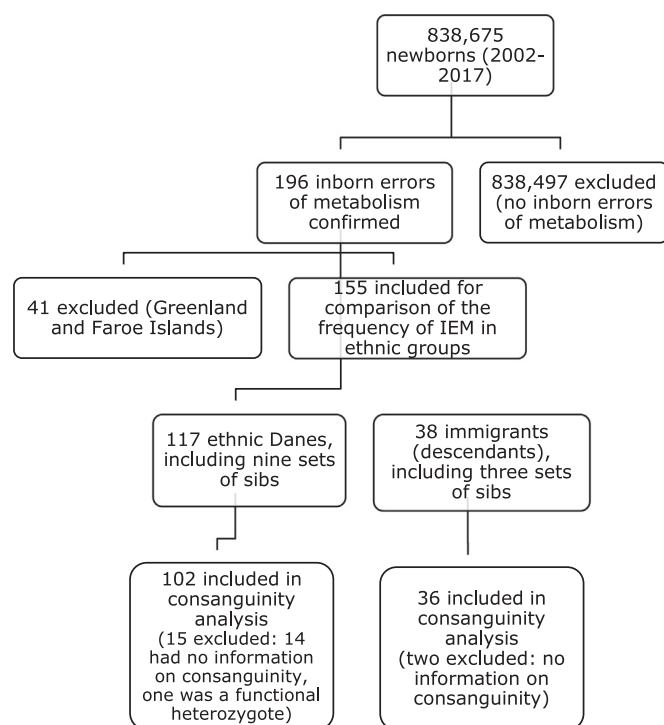 838,675
newborns (2002-
2017)
196 inborn errors
of metabolism
confirmed
838,497 excluded
(no inborn errors
of metabolism)
41 excluded (Greenland
and Faroe Islands)
155 included for
comparison of the
frequency of IEM in
ethnic groups
117 ethnic Danes,
including nine sets
of sibs
38 immigrants
(descendants),
including three sets
of sibs
102 included in
consanguinity
analysis
(15 excluded: 14
had no information
on consanguinity,
one was a functional
heterozygote)
36 included in
consanguinity
analysis
(two excluded: no
information on
consanguinity)